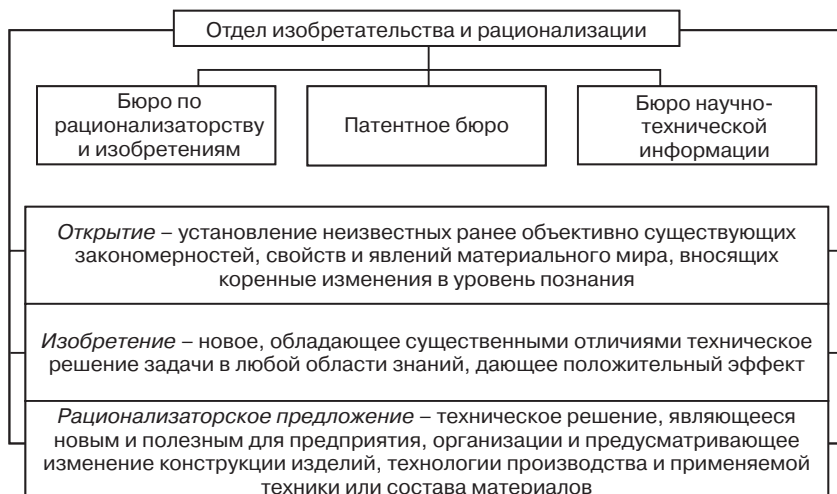 Отдел изобретательства и рационализации
Бюро по
рационализаторству
и изобретениям
Патентное бюро
Бюро научно-
технической
информации
Открытие – установление неизвестных ранее объективно существующих
закономерностей, свойств и явлений материального мира, вносящих
коренные изменения в уровень познания
Изобретение – новое, обладающее существенными отличиями техническое
решение задачи в любой области знаний, дающее положительный эффект
Рационализаторское предложение – техническое решение, являющееся
новым и полезным для предприятия, организации и предусматривающее
изменение конструкции изделий, технологии производства и применяемой
техники или состава материалов